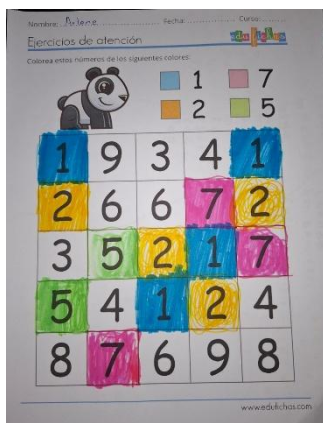 Nombre: Fecha: Curso:
Ejercicios de atención edufichas
Colorea estos números de los siguientes colores:
1 7
2 5
1 9 3 4 1
2 6 6 7 2
3 5 2 1 7
5 4 1 2 4
8 7 6 9 8
www.edufichas.com